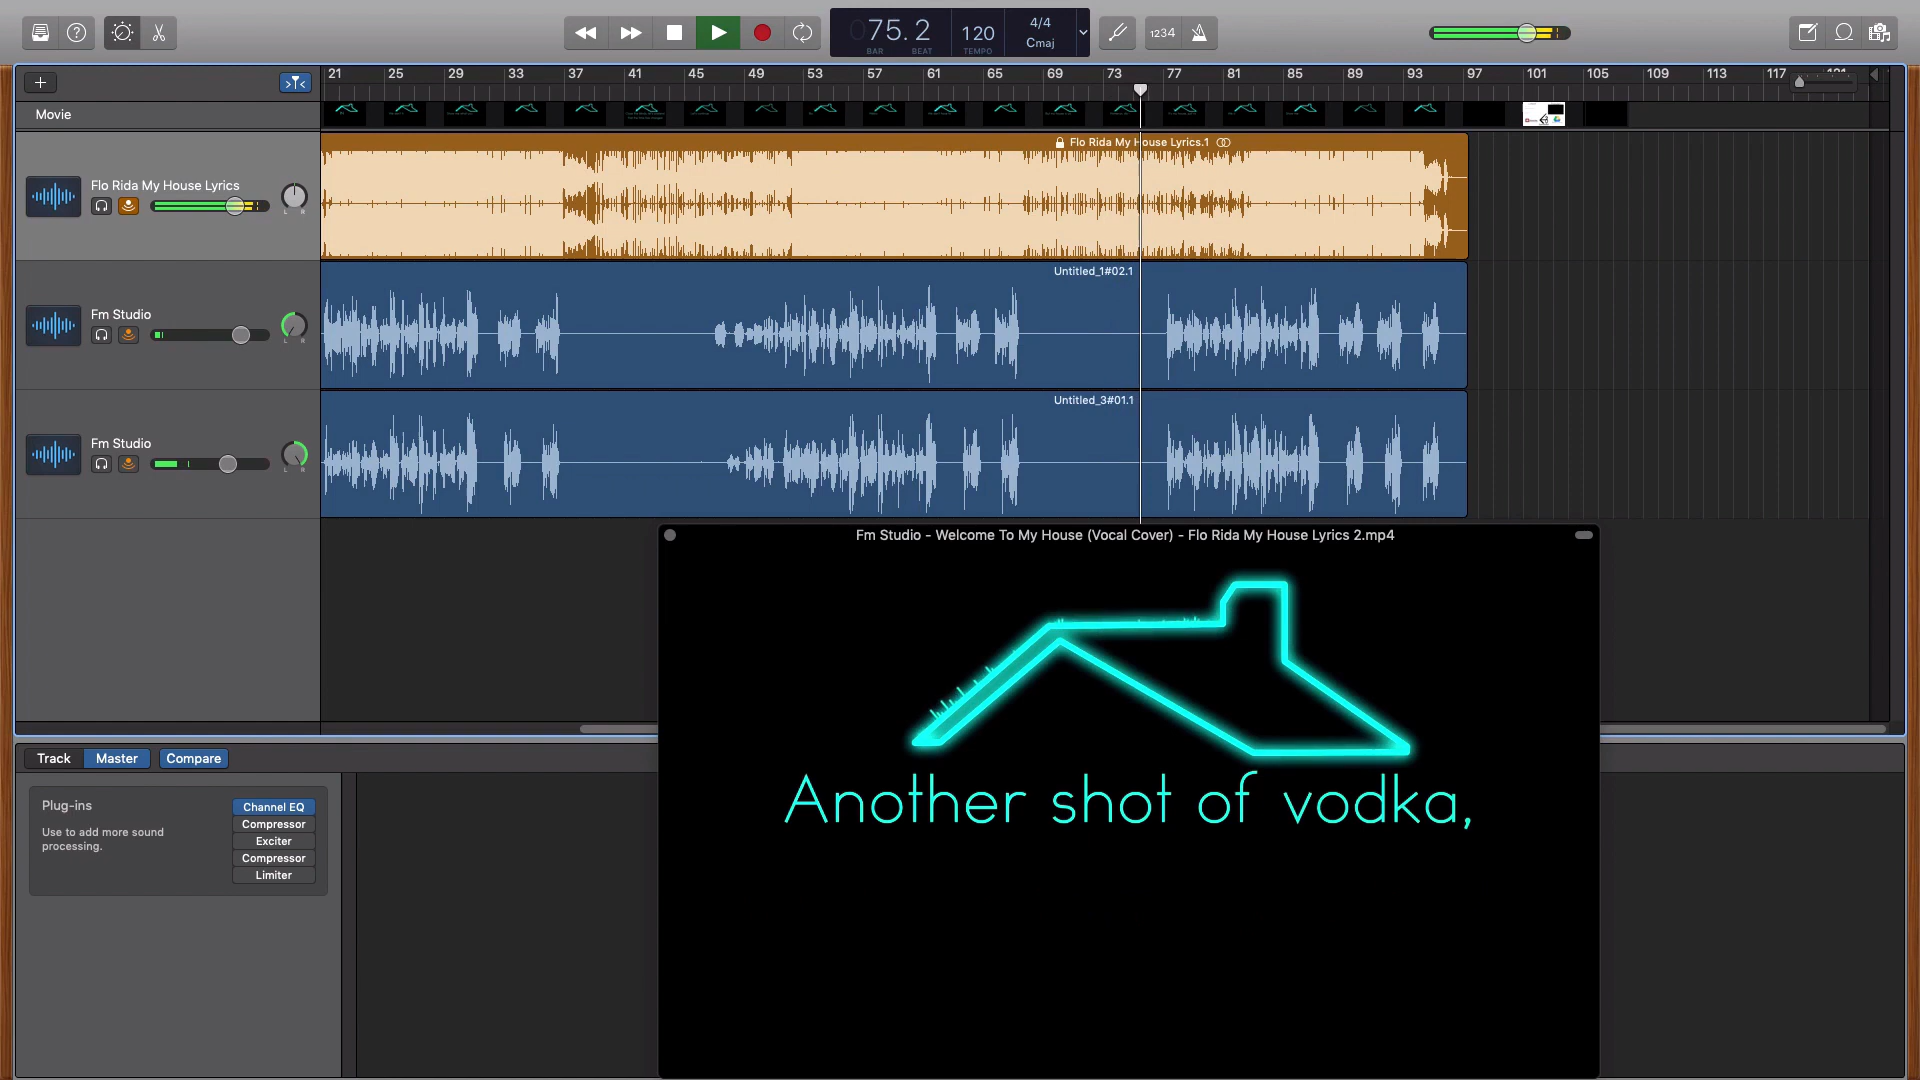 075.2
BAR
BEAT
120
TEMPO
4/4
Cmaj
1234
21 25 29 33 37 41 45 49 53 57 61 65 69 73 77 81 85 89 93 97 101 105 109 113 117 121
Movie
Flo Rida My House Lyrics.1
Flo Rida My House Lyrics
L R
Untitled_1#02.1
Fm Studio
L R
Untitled_3#01.1
Fm Studio
L R
Fm Studio - Welcome To My House (Vocal Cover) - Flo Rida My House Lyrics 2.mp4
Another shot of vodka,
Track Master Compare
Plug-ins
Use to add more sound
processing.
Channel EQ
Compressor
Exciter
Compressor
Limiter